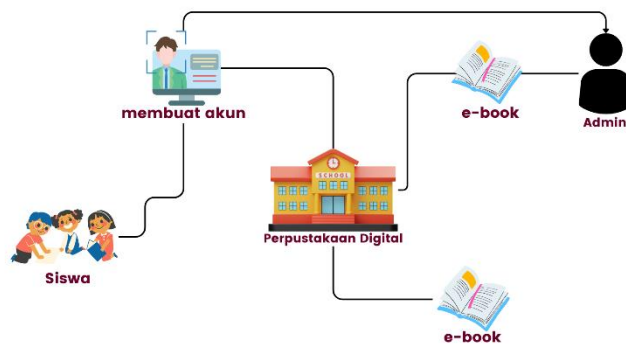 membuat akun
e-book
Admin
SCHOOL
Perpustakaan Digital
Siswa
e-book